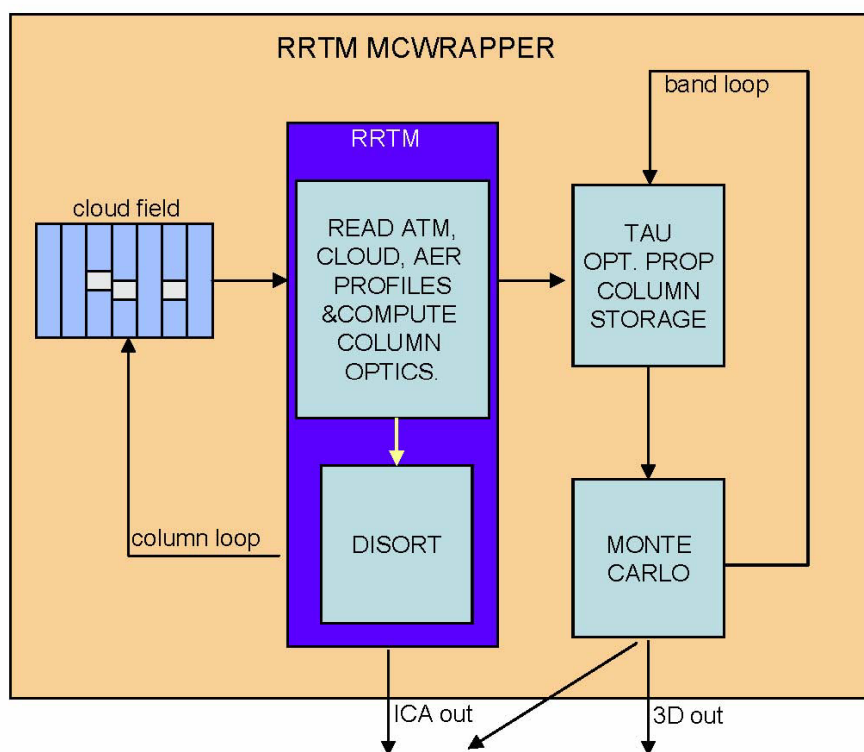 RRTM MCWRAPPER
band loop
RRTM
cloud field
READ ATM,
CLOUD, AER
PROFILES
&COMPUTE
COLUMN
OPTICS.
TAU
OPT. PROP
COLUMN
STORAGE
column loop
DISORT
MONTE
CARLO
ICA out
3D out